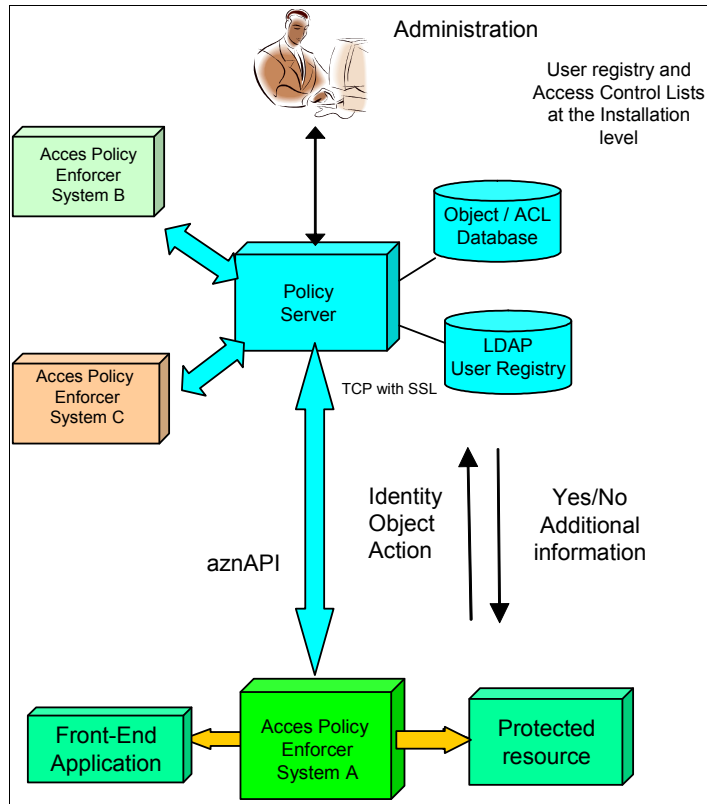 Administration
User registry and
Access Control Lists
at the Installation
level
Acces Policy
Enforcer
System B
Object / ACL
Database
Policy
Server
LDAP
User Registry
Acces Policy
Enforcer
System C
TCP with SSL
Identity
Object
Action
Yes/No
Additional
information
aznAPI
Front-End
Application
Acces Policy
Enforcer
System A
Protected
resource